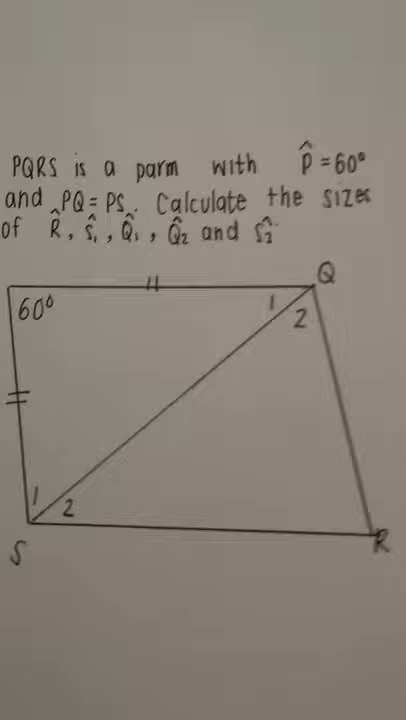 PQRS is a parm with P̂ = 60°
and PQ = PS. Calculate the sizes
of R̂, Ŝ₁, Q̂₁, Q̂₂ and Ŝ₂
Q
60°
1
2
1
2
S
R